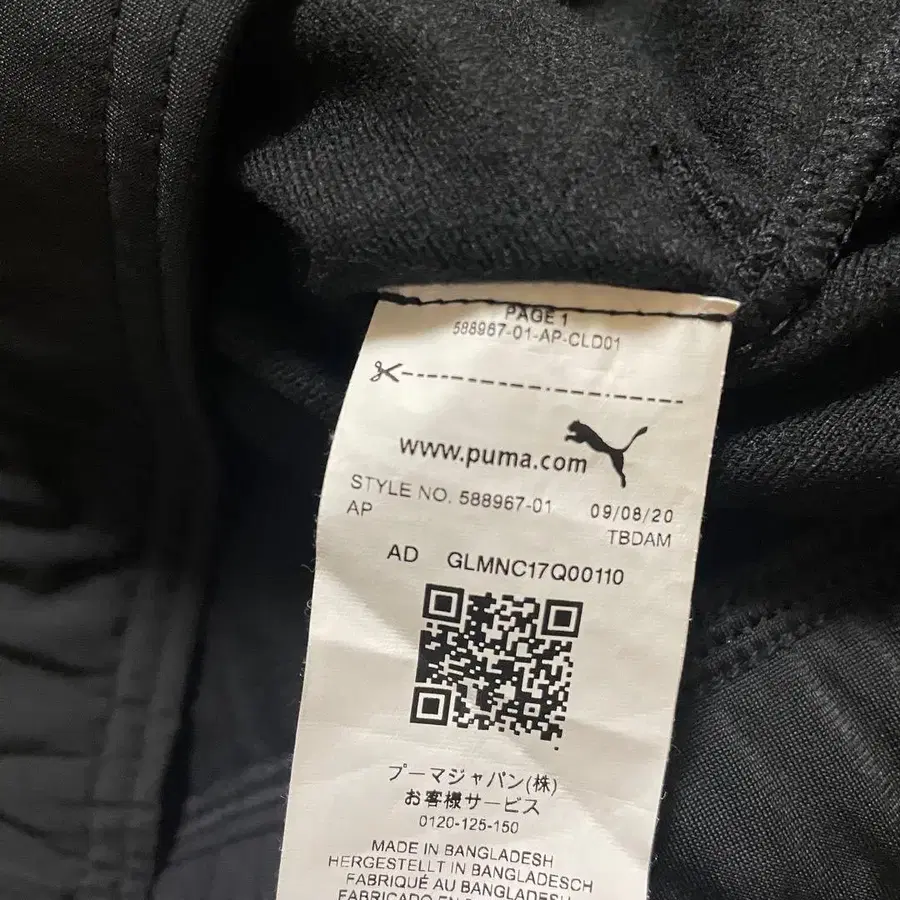 PAGE 1
588967-01-AP-CLD01
www.puma.com
STYLE NO. 588967-01 09/08/20
AP TBDAM
AD GLMNC17Q00110
プーマジャパン(株)
お客様サービス
0120-125-150
MADE IN BANGLADESH
HERGESTELLT IN BANGLADESCH
FABRIQUÉ AU BANGLADESH
FABRICADO EN